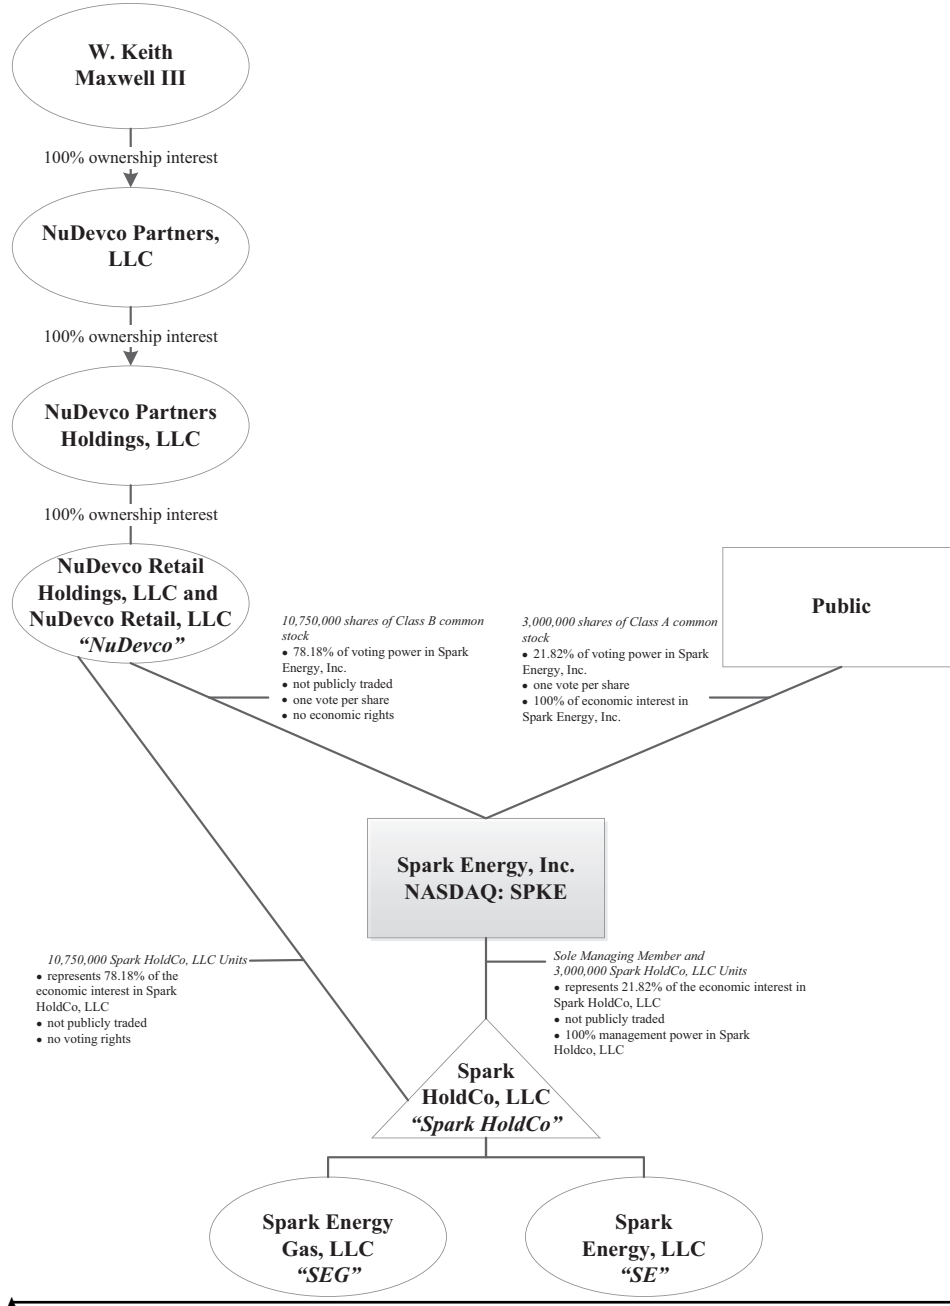 W. Keith
Maxwell III
100% ownership interest
NuDevco Partners,
LLC
100% ownership interest
NuDevco Partners
Holdings, LLC
100% ownership interest
NuDevco Retail
Holdings, LLC and
NuDevco Retail, LLC
“NuDevco”
10,750,000 shares of Class B common
stock
• 78.18% of voting power in Spark
Energy, Inc.
• not publicly traded
• one vote per share
• no economic rights
3,000,000 shares of Class A common
stock
• 21.82% of voting power in Spark
Energy, Inc.
• one vote per share
• 100% of economic interest in
Spark Energy, Inc.
Public
Spark Energy, Inc.
NASDAQ: SPKE
10,750,000 Spark HoldCo, LLC Units
• represents 78.18% of the
economic interest in Spark
HoldCo, LLC
• not publicly traded
• no voting rights
Sole Managing Member and
3,000,000 Spark HoldCo, LLC Units
• represents 21.82% of the economic interest in
Spark HoldCo, LLC
• not publicly traded
• 100% management power in Spark
Holdco, LLC
Spark
HoldCo, LLC
“Spark HoldCo”
Spark Energy
Gas, LLC
“SEG”
Spark
Energy, LLC
“SE”